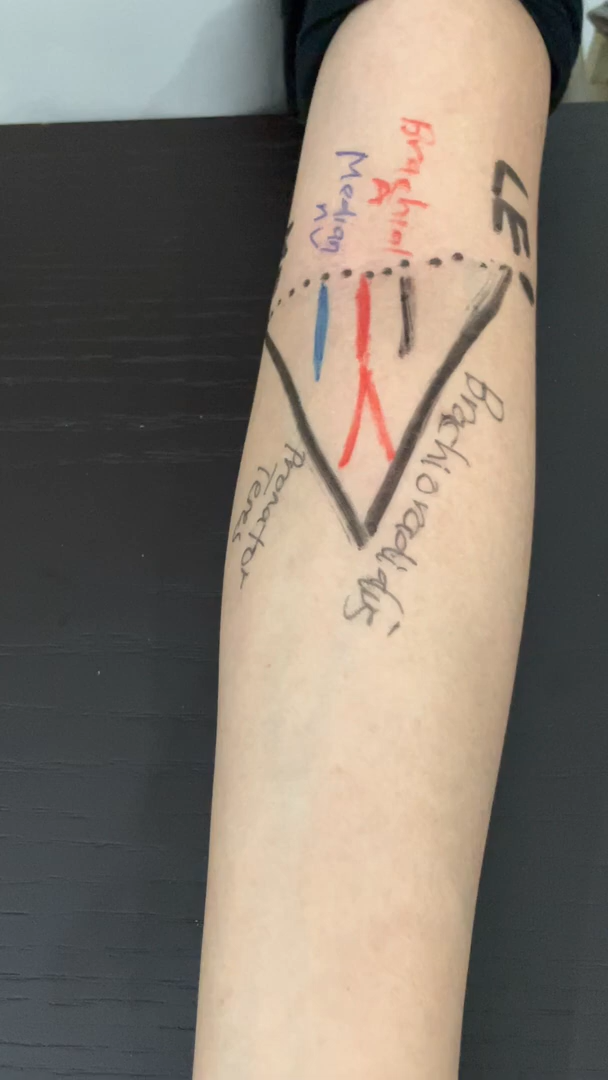 LE
Brachial
A
Median
n
Brachioradialis
Pronator
Teres